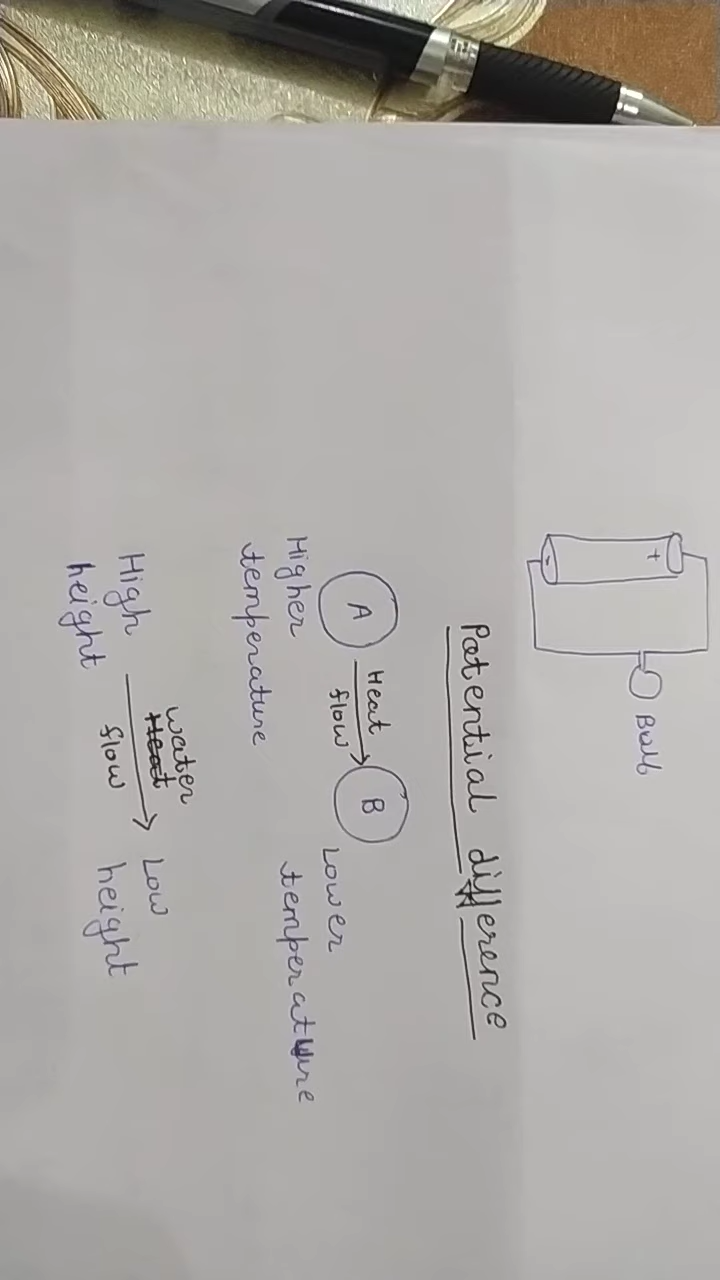 +
-
Bulb
Potential difference
A
Heat
flow
B
Higher
temperature
Lower
temperature
High
height
water
Heat
flow
Low
height